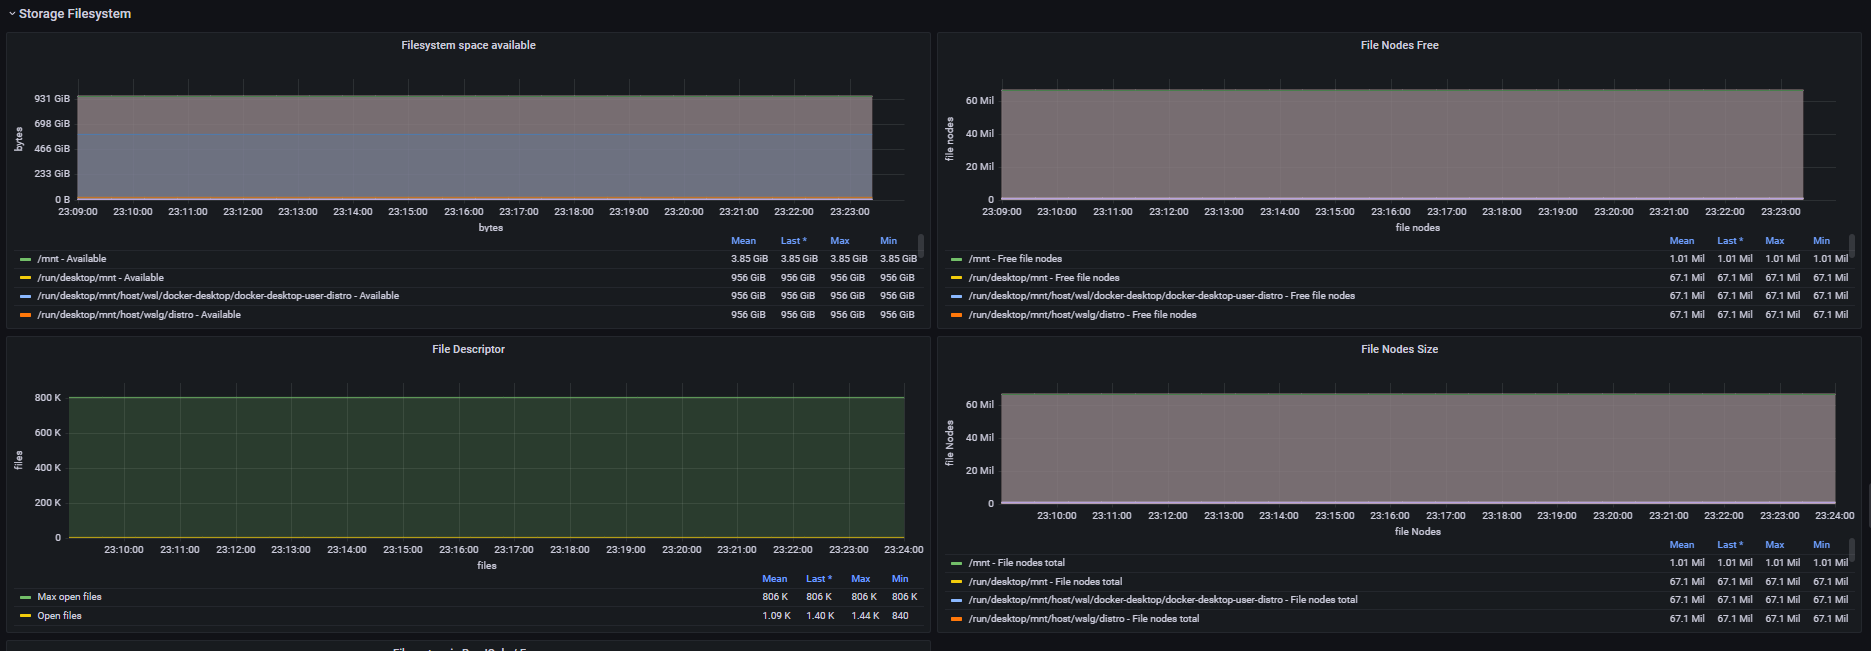 Storage Filesystem
Filesystem space available
931 GiB
698 GiB
466 GiB
233 GiB
0 B
bytes
23:09:00 23:10:00 23:11:00 23:12:00 23:13:00 23:14:00 23:15:00 23:16:00 23:17:00 23:18:00 23:19:00 23:20:00 23:21:00 23:22:00 23:23:00
bytes
Mean Last * Max Min
/mnt - Available 3.85 GiB 3.85 GiB 3.85 GiB 3.85 GiB
/run/desktop/mnt - Available 956 GiB 956 GiB 956 GiB 956 GiB
/run/desktop/mnt/host/wsl/docker-desktop/docker-desktop-user-distro - Available 956 GiB 956 GiB 956 GiB 956 GiB
/run/desktop/mnt/host/wslg/distro - Available 956 GiB 956 GiB 956 GiB 956 GiB
File Nodes Free
60 Mil
40 Mil
20 Mil
0
file nodes
23:09:00 23:10:00 23:11:00 23:12:00 23:13:00 23:14:00 23:15:00 23:16:00 23:17:00 23:18:00 23:19:00 23:20:00 23:21:00 23:22:00 23:23:00
file nodes
Mean Last * Max Min
/mnt - Free file nodes 1.01 Mil 1.01 Mil 1.01 Mil 1.01 Mil
/run/desktop/mnt - Free file nodes 67.1 Mil 67.1 Mil 67.1 Mil 67.1 Mil
/run/desktop/mnt/host/wsl/docker-desktop/docker-desktop-user-distro - Free file nodes 67.1 Mil 67.1 Mil 67.1 Mil 67.1 Mil
/run/desktop/mnt/host/wslg/distro - Free file nodes 67.1 Mil 67.1 Mil 67.1 Mil 67.1 Mil
File Descriptor
800 K
600 K
400 K
200 K
0
files
23:10:00 23:11:00 23:12:00 23:13:00 23:14:00 23:15:00 23:16:00 23:17:00 23:18:00 23:19:00 23:20:00 23:21:00 23:22:00 23:23:00 23:24:00
files
Mean Last * Max Min
Max open files 806 K 806 K 806 K 806 K
Open files 1.09 K 1.40 K 1.44 K 840
File Nodes Size
60 Mil
40 Mil
20 Mil
0
file Nodes
23:10:00 23:11:00 23:12:00 23:13:00 23:14:00 23:15:00 23:16:00 23:17:00 23:18:00 23:19:00 23:20:00 23:21:00 23:22:00 23:23:00 23:24:00
file Nodes
Mean Last * Max Min
/mnt - File nodes total 1.01 Mil 1.01 Mil 1.01 Mil 1.01 Mil
/run/desktop/mnt - File nodes total 67.1 Mil 67.1 Mil 67.1 Mil 67.1 Mil
/run/desktop/mnt/host/wsl/docker-desktop/docker-desktop-user-distro - File nodes total 67.1 Mil 67.1 Mil 67.1 Mil 67.1 Mil
/run/desktop/mnt/host/wslg/distro - File nodes total 67.1 Mil 67.1 Mil 67.1 Mil 67.1 Mil